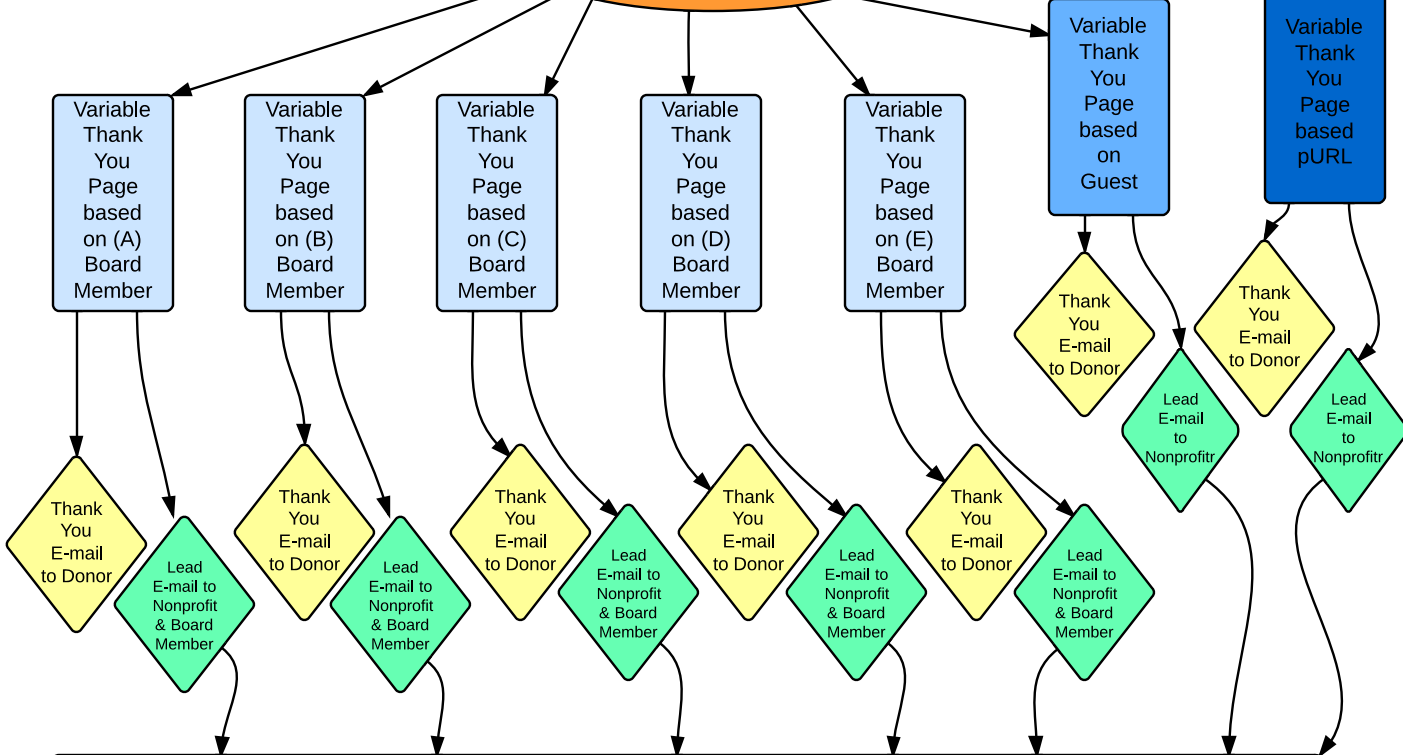 Variable
Thank
You
Page
based
on (A)
Board
Member
Variable
Thank
You
Page
based
on (B)
Board
Member
Variable
Thank
You
Page
based
on (C)
Board
Member
Variable
Thank
You
Page
based
on (D)
Board
Member
Variable
Thank
You
Page
based
on (E)
Board
Member
Variable
Thank
You
Page
based
on
Guest
Variable
Thank
You
Page
based
pURL
Thank
You
E-mail
to Donor
Lead
E-mail to
Nonprofit
& Board
Member
Thank
You
E-mail
to Donor
Lead
E-mail to
Nonprofit
& Board
Member
Thank
You
E-mail
to Donor
Lead
E-mail to
Nonprofit
& Board
Member
Thank
You
E-mail
to Donor
Lead
E-mail to
Nonprofit
& Board
Member
Thank
You
E-mail
to Donor
Lead
E-mail to
Nonprofit
& Board
Member
Thank
You
E-mail
to Donor
Lead
E-mail
to
Nonprofitr
Thank
You
E-mail
to Donor
Lead
E-mail
to
Nonprofitr